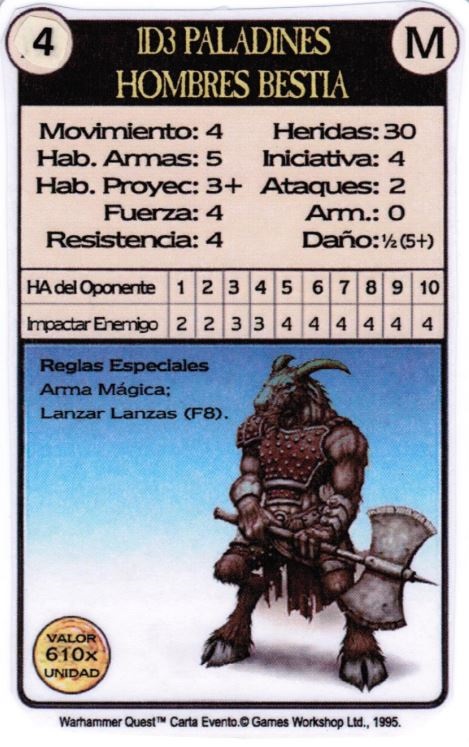 4
1D3 PALADINES
HOMBRES BESTIA
M
Movimiento: 4 Heridas: 30
Hab. Armas: 5 Iniciativa: 4
Hab. Proyec: 3+ Ataques: 2
Fuerza: 4 Arm.: 0
Resistencia: 4 Daño: ½ (5+)
HA del Oponente 1 2 3 4 5 6 7 8 9 10
Impactar Enemigo 2 2 3 3 4 4 4 4 4 4
Reglas Especiales
Arma Mágica;
Lanzar Lanzas (F8).
VALOR
610x
UNIDAD
Warhammer Quest™ Carta Evento.© Games Workshop Ltd., 1995.